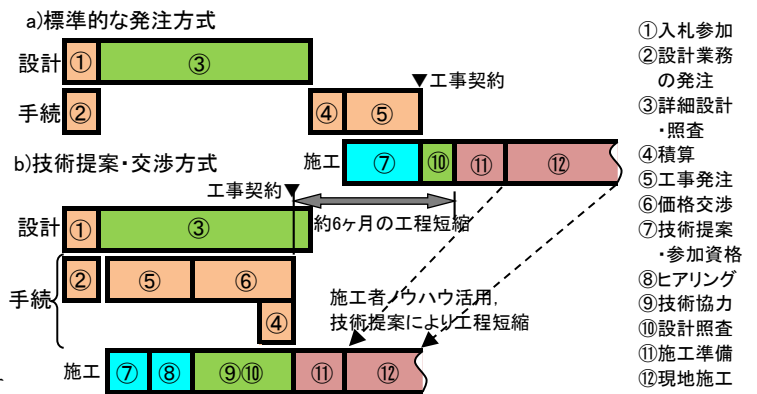 a)標準的な発注方式
設計 ① ③
▼工事契約
手続 ② ④ ⑤
施工 ⑦ ⑩ ⑪ ⑫
b)技術提案・交渉方式
工事契約▼
約6ヶ月の工程短縮
設計 ① ③
手続 ② ⑤ ⑥
④
施工者ノウハウ活用,
技術提案により工程短縮
施工 ⑦ ⑧ ⑨⑩ ⑪ ⑫
①入札参加
②設計業務
の発注
③詳細設計
・照査
④積算
⑤工事発注
⑥価格交渉
⑦技術提案
・参加資格
⑧ヒアリング
⑨技術協力
⑩設計照査
⑪施工準備
⑫現地施工